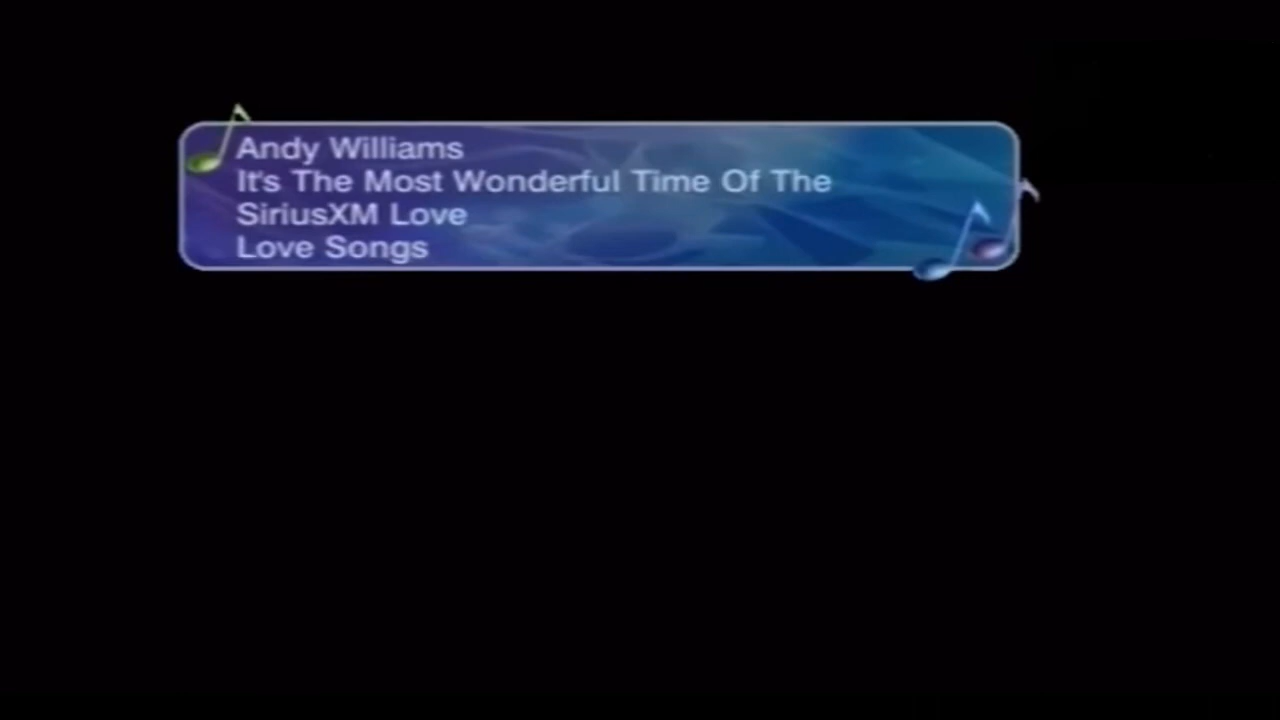 Andy Williams
It's The Most Wonderful Time Of The
SiriusXM Love
Love Songs